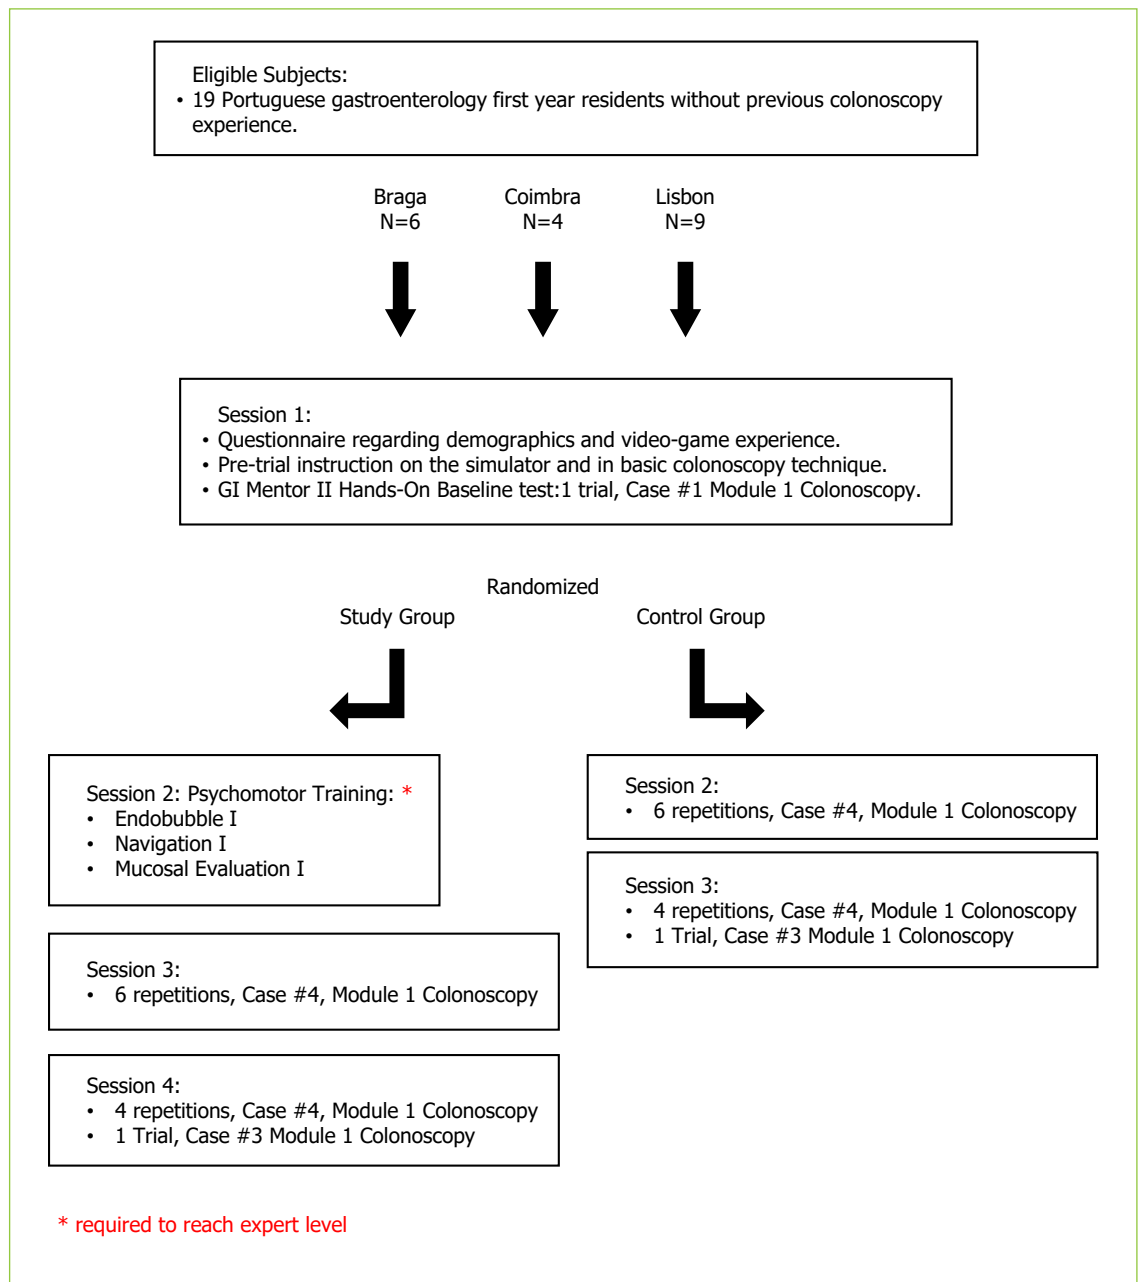 Eligible Subjects:
• 19 Portuguese gastroenterology first year residents without previous colonoscopy
experience.
Braga
N=6
Coimbra
N=4
Lisbon
N=9
Session 1:
• Questionnaire regarding demographics and video-game experience.
• Pre-trial instruction on the simulator and in basic colonoscopy technique.
• GI Mentor II Hands-On Baseline test:1 trial, Case #1 Module 1 Colonoscopy.
Randomized
Study Group
Control Group
Session 2: Psychomotor Training: *
• Endobubble I
• Navigation I
• Mucosal Evaluation I
Session 3:
• 6 repetitions, Case #4, Module 1 Colonoscopy
Session 4:
• 4 repetitions, Case #4, Module 1 Colonoscopy
• 1 Trial, Case #3 Module 1 Colonoscopy
Session 2:
• 6 repetitions, Case #4, Module 1 Colonoscopy
Session 3:
• 4 repetitions, Case #4, Module 1 Colonoscopy
• 1 Trial, Case #3 Module 1 Colonoscopy
* required to reach expert level